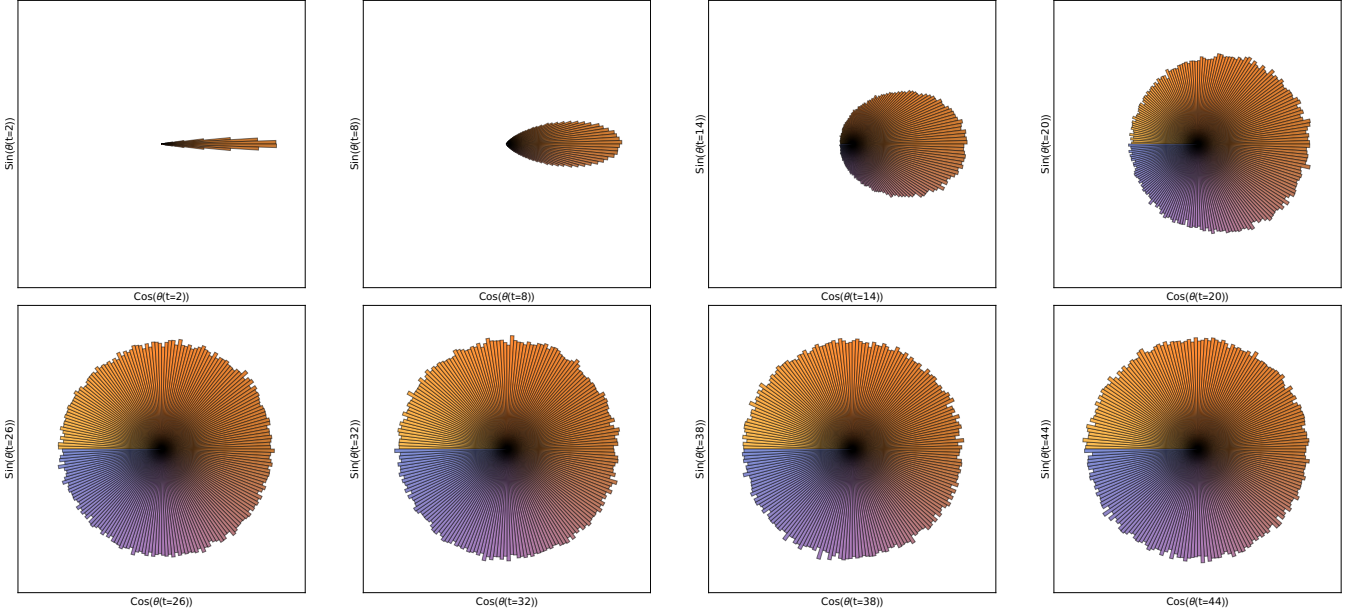 Sin(θ(t=2))
Cos(θ(t=2))
Sin(θ(t=8))
Cos(θ(t=8))
Sin(θ(t=14))
Cos(θ(t=14))
Sin(θ(t=20))
Cos(θ(t=20))
Sin(θ(t=26))
Cos(θ(t=26))
Sin(θ(t=32))
Cos(θ(t=32))
Sin(θ(t=38))
Cos(θ(t=38))
Sin(θ(t=44))
Cos(θ(t=44))